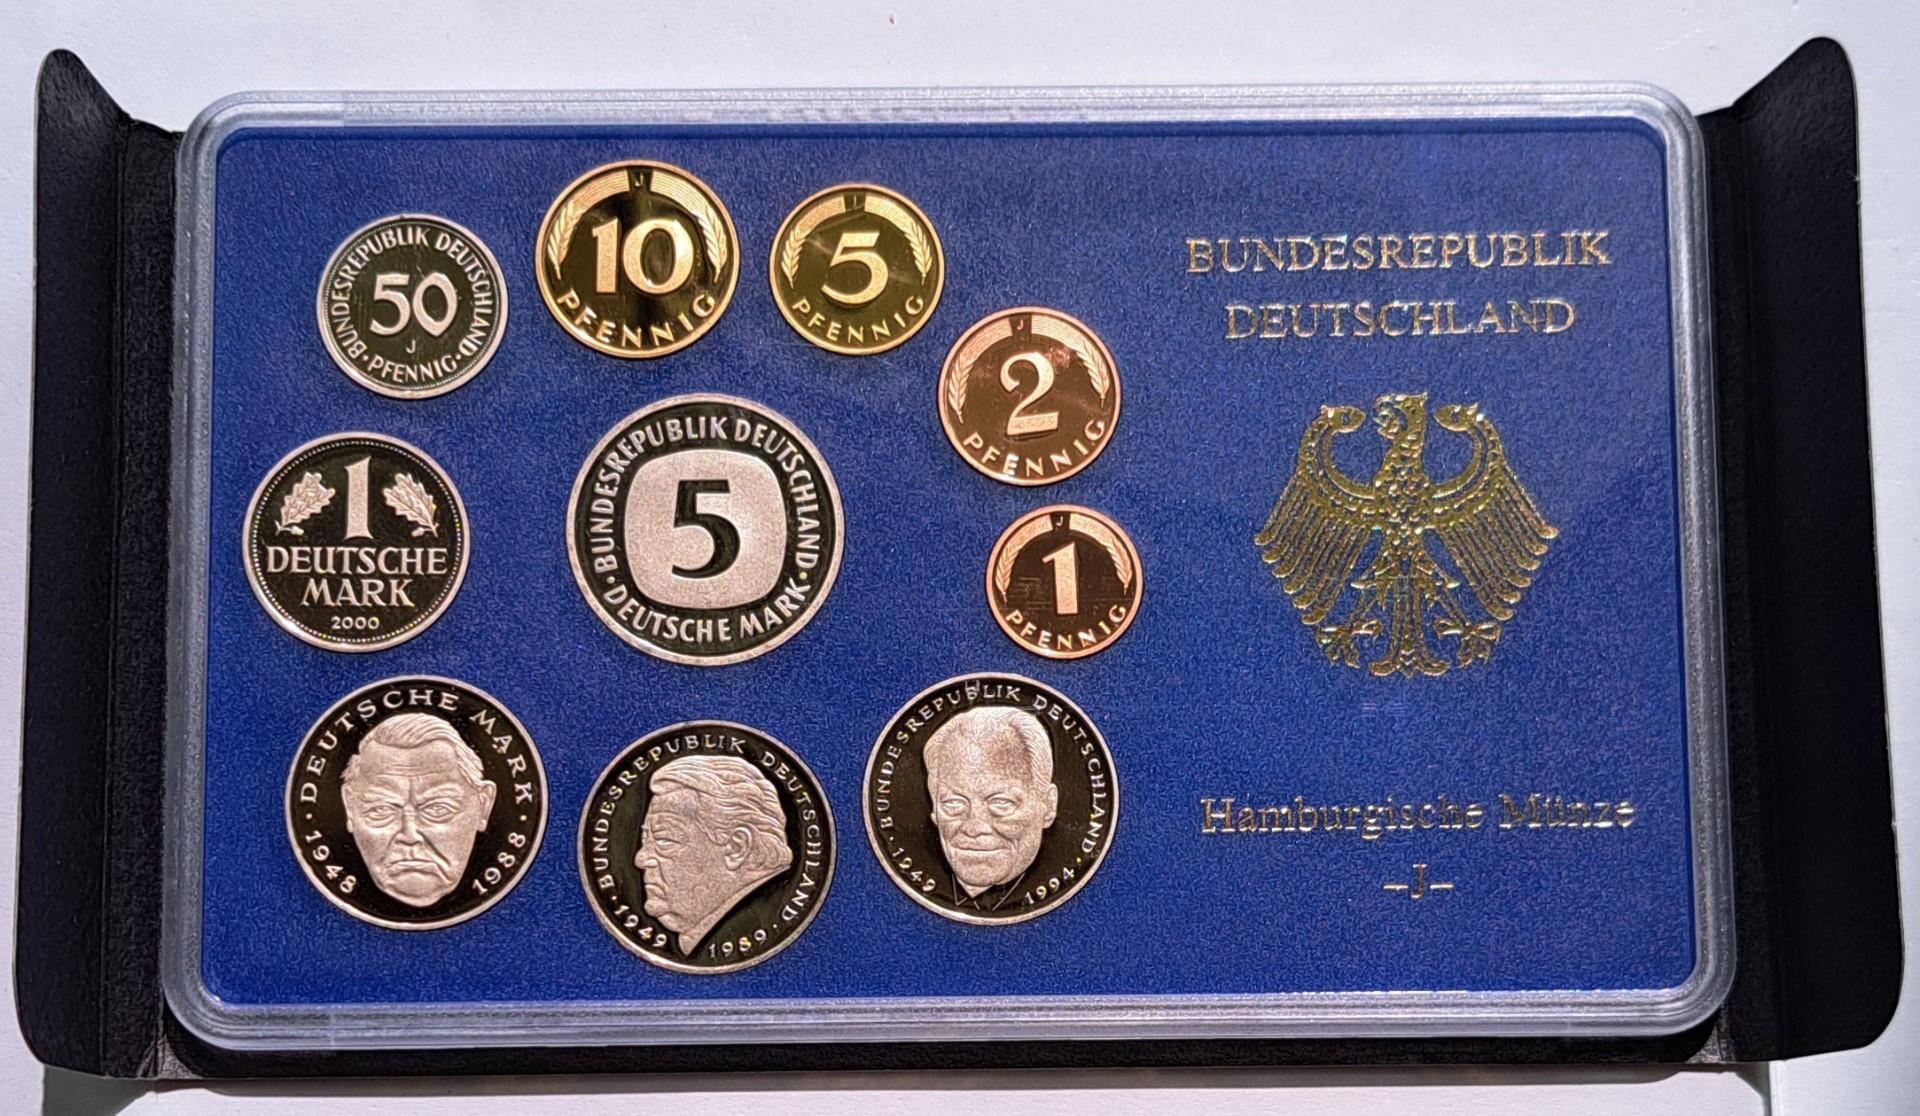 BUNDESREPUBLIK DEUTSCHLAND
50
J
PFENNIG
J
10
PFENNIG
J
5
PFENNIG
J
2
PFENNIG
J
1
PFENNIG
1
DEUTSCHE
MARK
2000
BUNDESREPUBLIK DEUTSCHLAND
5
DEUTSCHE MARK
DEUTSCHE MARK
1948 1988
BUNDESREPUBLIK DEUTSCHLAND
1949 1989
BUNDESREPUBLIK DEUTSCHLAND
1949 1994
BUNDESREPUBLIK
DEUTSCHLAND
Hamburgische Münze
–J–